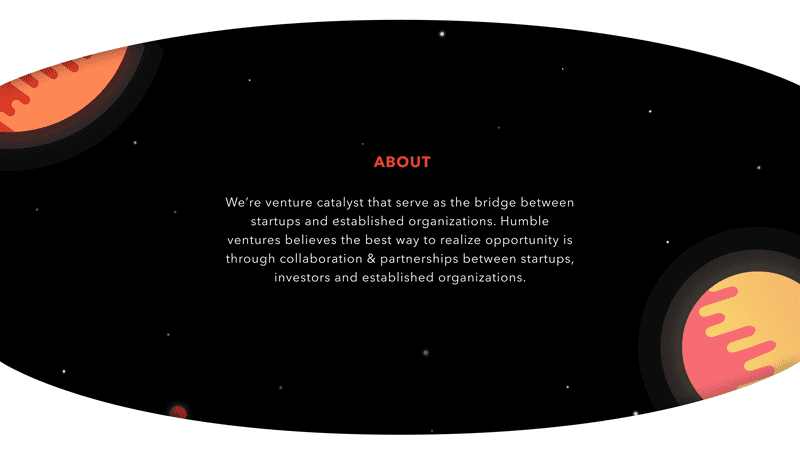 ABOUT
We're venture catalyst that serve as the bridge between
startups and established organizations. Humble
ventures believes the best way to realize opportunity is
through collaboration & partnerships between startups,
investors and established organizations.